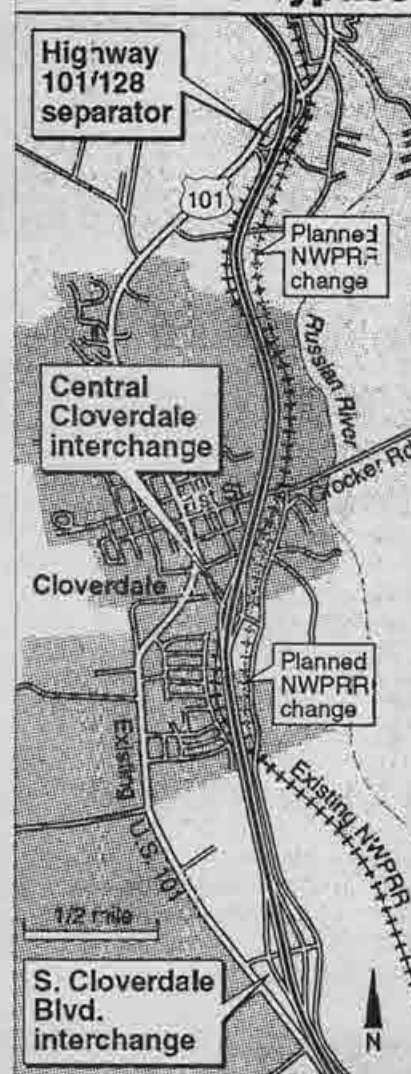 Highway
101/128
separator
101
Planned
NWPRR
change
Russian River
Central
Cloverdale
interchange
Crocker Rd
Cloverdale
Planned
NWPRR
change
Existing
U.S. 101
Existing NWPRR
1/2 mile
S. Cloverdale
Blvd.
interchange
N